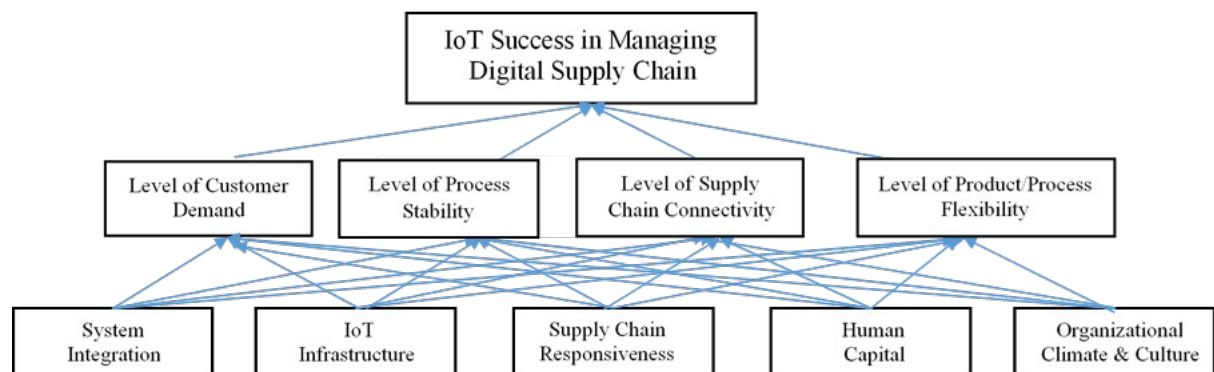 IoT Success in Managing
Digital Supply Chain
Level of Customer
Demand
Level of Process
Stability
Level of Supply
Chain Connectivity
Level of Product/Process
Flexibility
System
Integration
IoT
Infrastructure
Supply Chain
Responsiveness
Human
Capital
Organizational
Climate & Culture